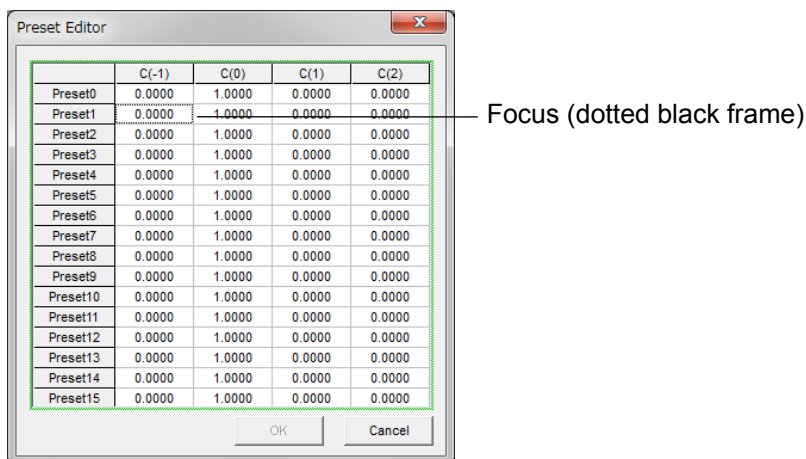 Preset Editor
x
C(-1) C(0) C(1) C(2)
Preset0 0.0000 1.0000 0.0000 0.0000
Preset1 0.0000 1.0000 0.0000 0.0000 Focus (dotted black frame)
Preset2 0.0000 1.0000 0.0000 0.0000
Preset3 0.0000 1.0000 0.0000 0.0000
Preset4 0.0000 1.0000 0.0000 0.0000
Preset5 0.0000 1.0000 0.0000 0.0000
Preset6 0.0000 1.0000 0.0000 0.0000
Preset7 0.0000 1.0000 0.0000 0.0000
Preset8 0.0000 1.0000 0.0000 0.0000
Preset9 0.0000 1.0000 0.0000 0.0000
Preset10 0.0000 1.0000 0.0000 0.0000
Preset11 0.0000 1.0000 0.0000 0.0000
Preset12 0.0000 1.0000 0.0000 0.0000
Preset13 0.0000 1.0000 0.0000 0.0000
Preset14 0.0000 1.0000 0.0000 0.0000
Preset15 0.0000 1.0000 0.0000 0.0000
OK Cancel